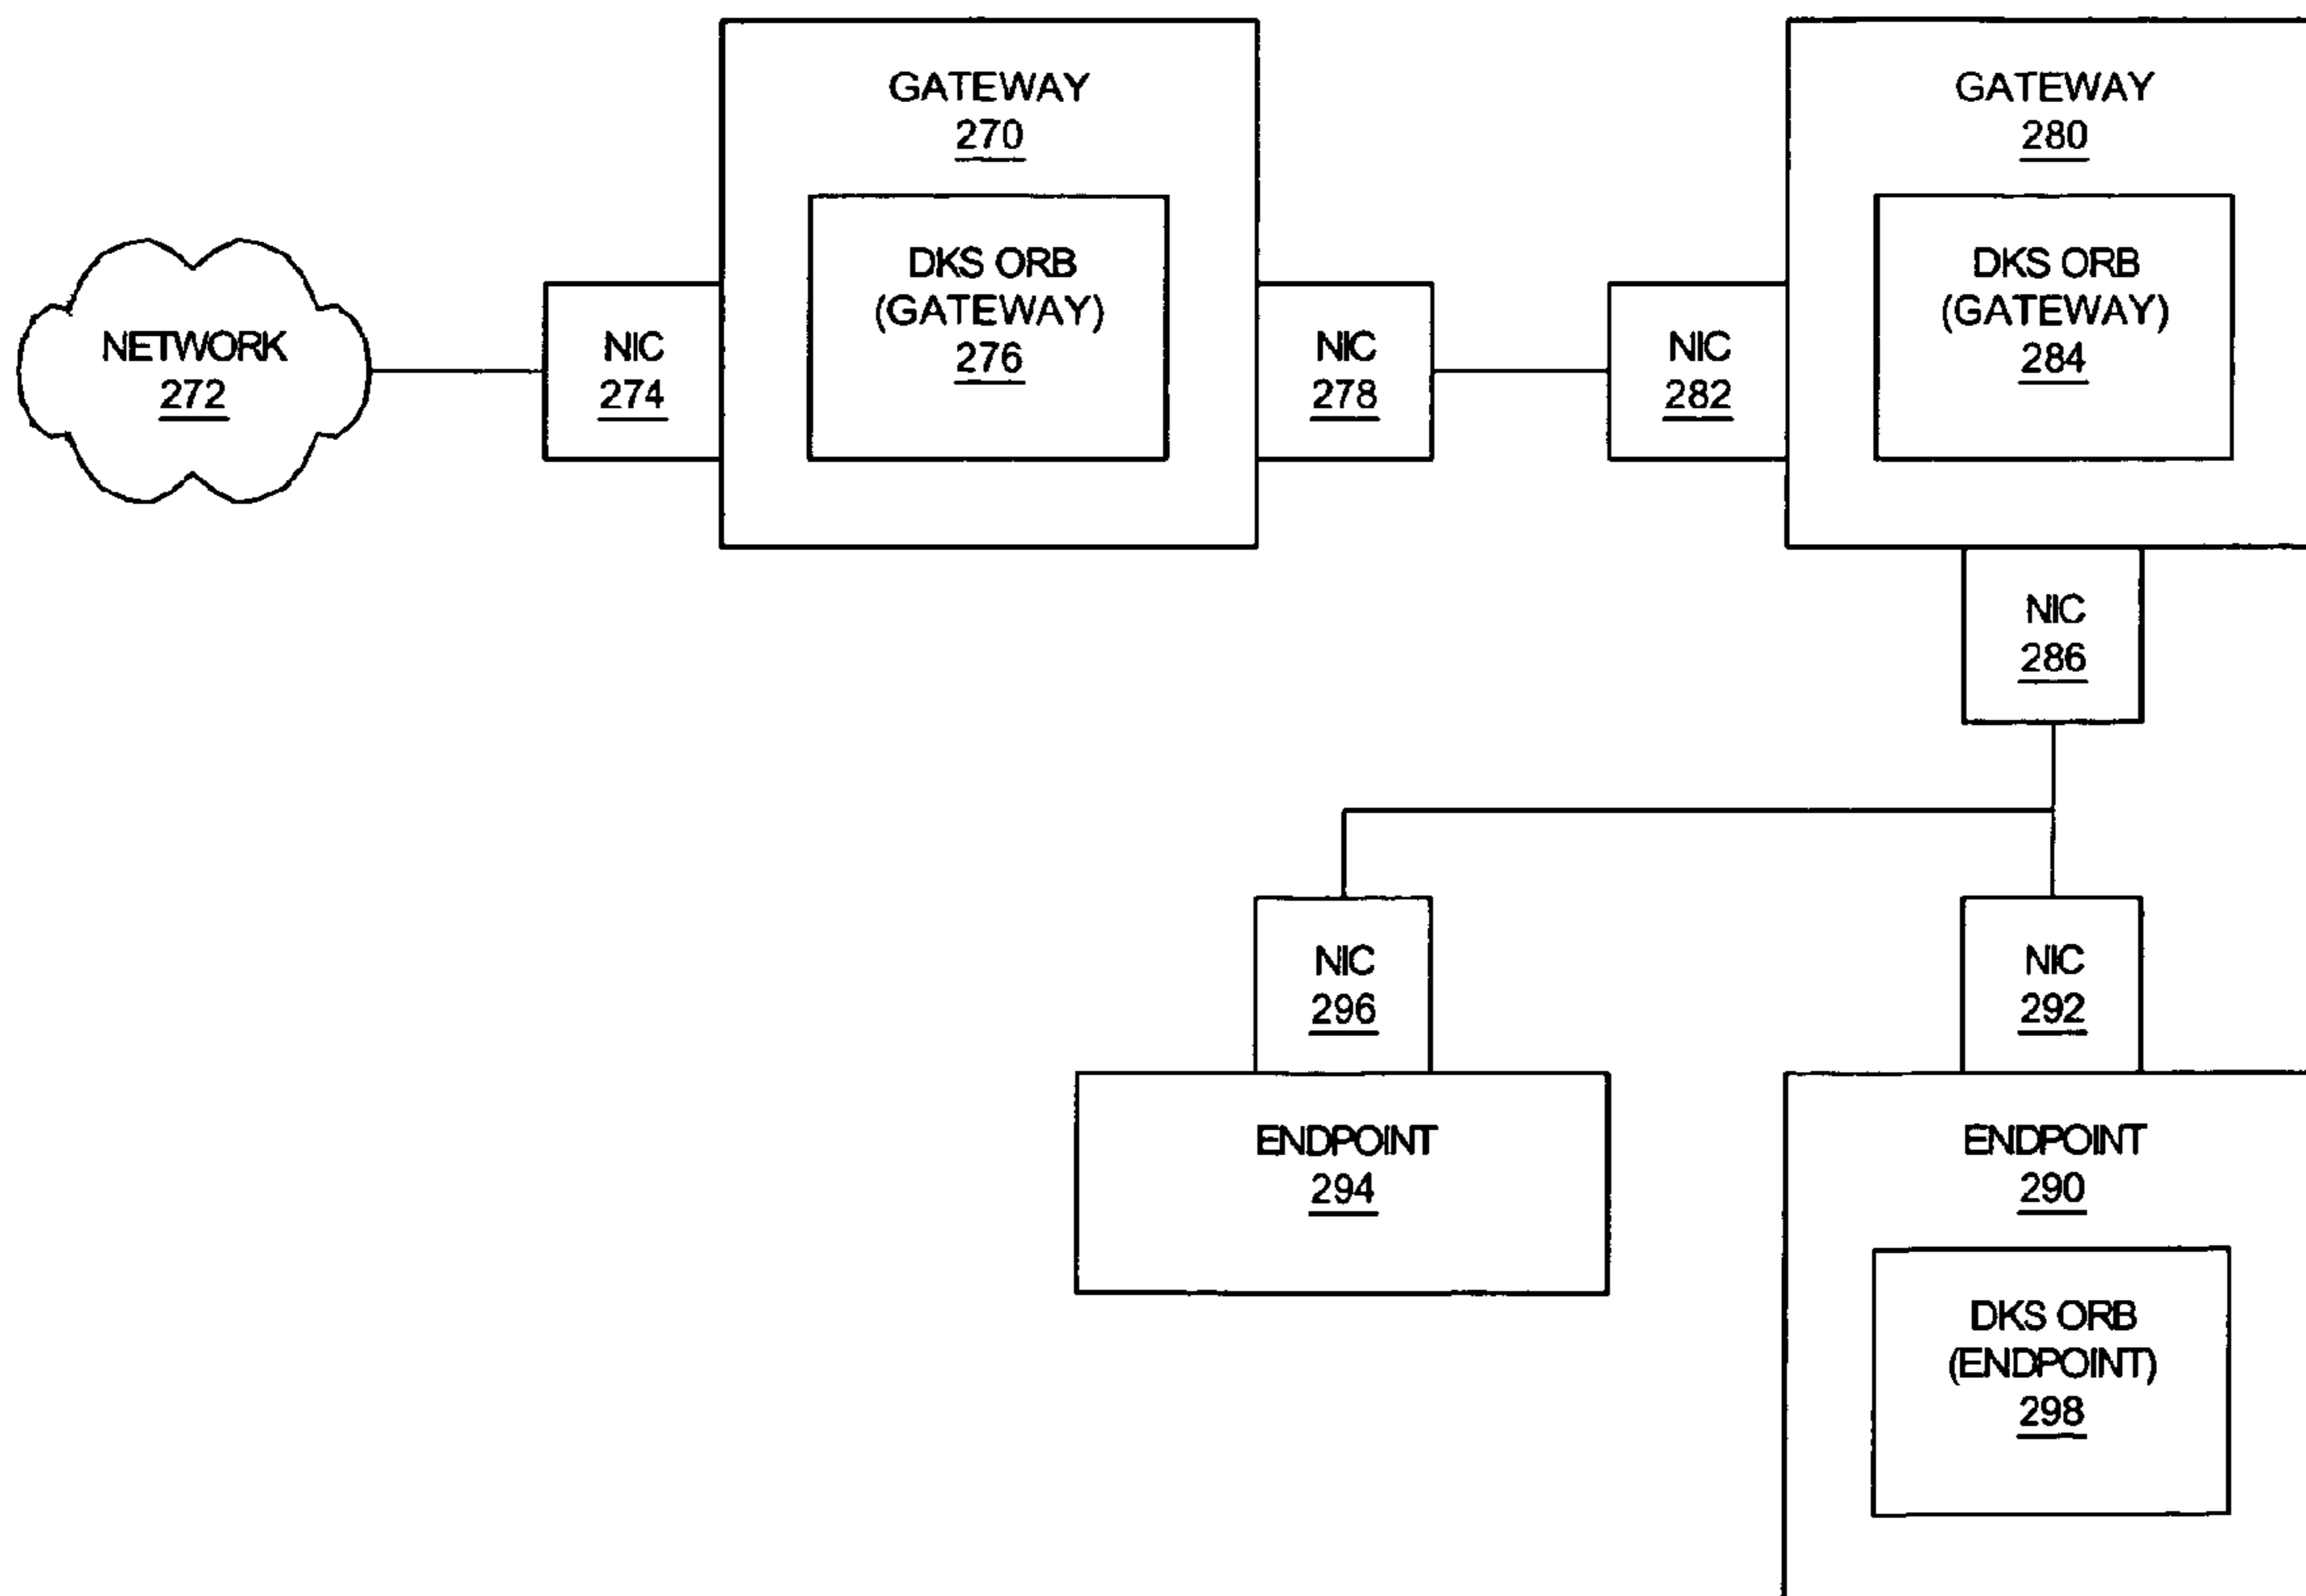 GATEWAY
270
DKS ORB
(GATEWAY)
276
NETWORK
272
NIC
274
NIC
278
NIC
282
GATEWAY
280
DKS ORB
(GATEWAY)
284
NIC
286
NIC
296
ENDPOINT
294
NIC
292
ENDPOINT
290
DKS ORB
(ENDPOINT)
298